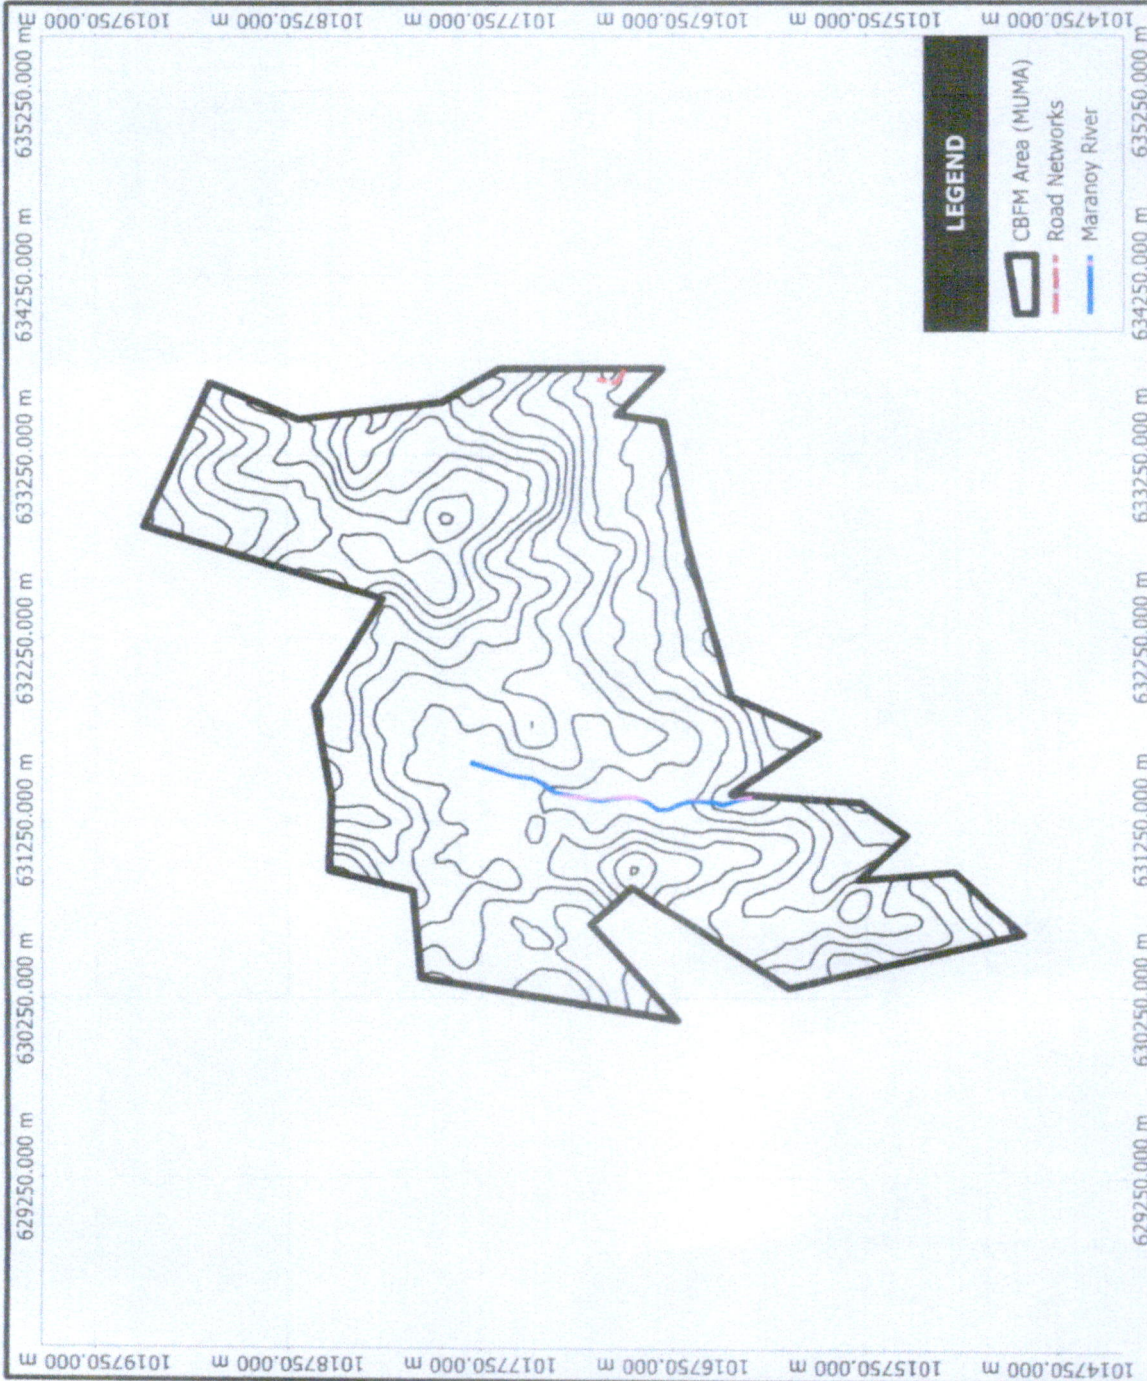 629250.000 m 630250.000 m 631250.000 m 632250.000 m 633250.000 m 634250.000 m 635250.000 m
1019750.000 m
1018750.000 m
1017750.000 m
1016750.000 m
1015750.000 m
1014750.000 m
1019750.000 m
1018750.000 m
1017750.000 m
1016750.000 m
1015750.000 m
1014750.000 m
LEGEND
CBFM Area (MUMA)
Road Networks
Maranoy River
629250.000 m 630250.000 m 631250.000 m 632250.000 m 633250.000 m 634250.000 m 635250.000 m